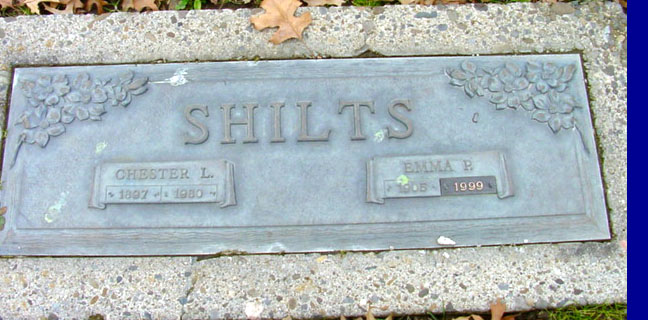 SHILTS
CHESTER L.
1897 1980
EMMA P.
1999